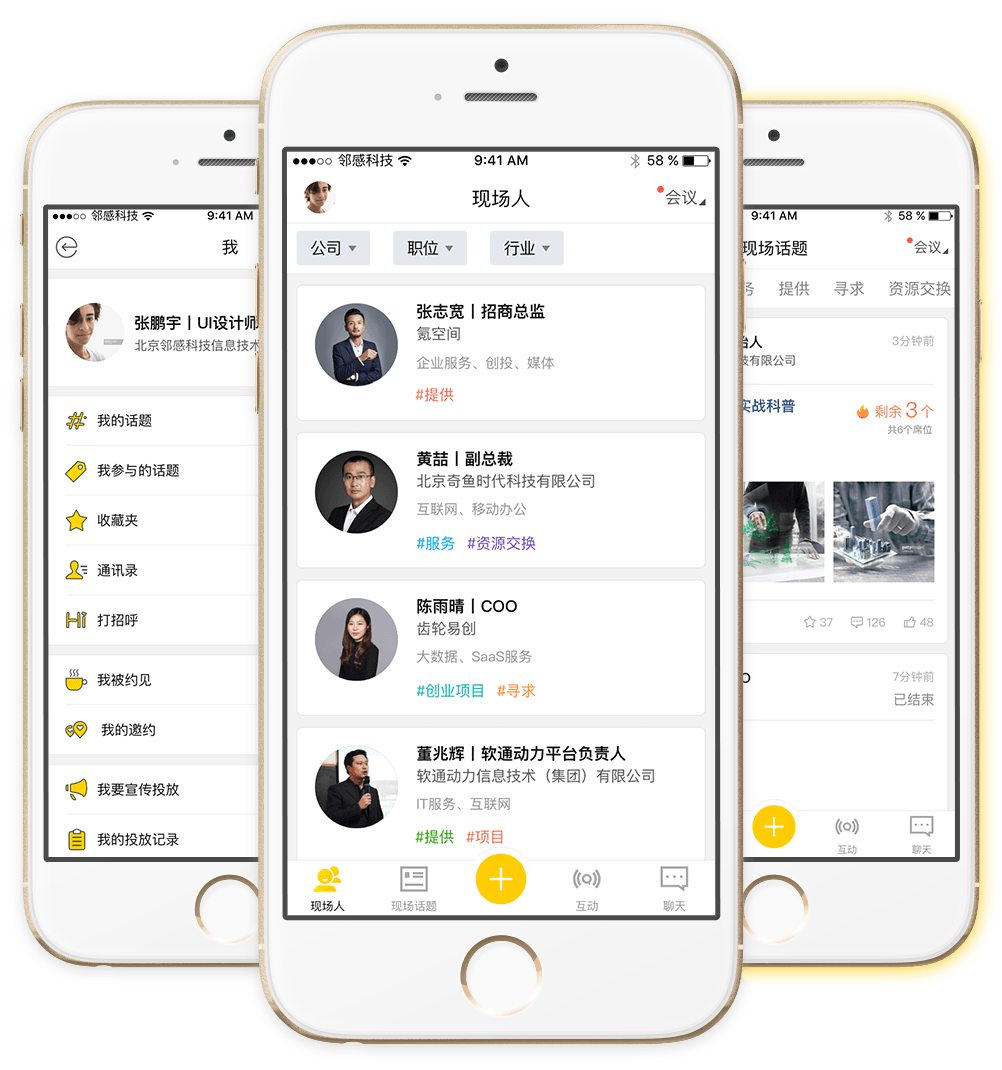 邻感科技
9:41 AM
我
张鹏宇丨UI设计师
北京邻感科技信息技
我的话题
我参与的话题
收藏夹
通讯录
Hi
打招呼
我被约见
我的邀约
我要宣传投放
我的投放记录
邻感科技
9:41 AM
58 %
现场人
会议
公司
职位
行业
张志宽丨招商总监
氪空间
企业服务、创投、媒体
#提供
黄喆丨副总裁
北京奇鱼时代科技有限公司
互联网、移动办公
#服务 #资源交换
陈雨晴丨COO
齿轮易创
大数据、SaaS服务
#创业项目 #寻求
董兆辉丨软通动力平台负责人
软通动力信息技术（集团）有限公司
IT服务、互联网
#提供 #项目
现场人
现场话题
互动
聊天
9:41 AM
58 %
现场话题
会议
提供
寻求
资源交换
人
3分钟前
有限公司
实战科普
剩余3个
共6个席位
37
126
48
7分钟前
已结束
互动
聊天